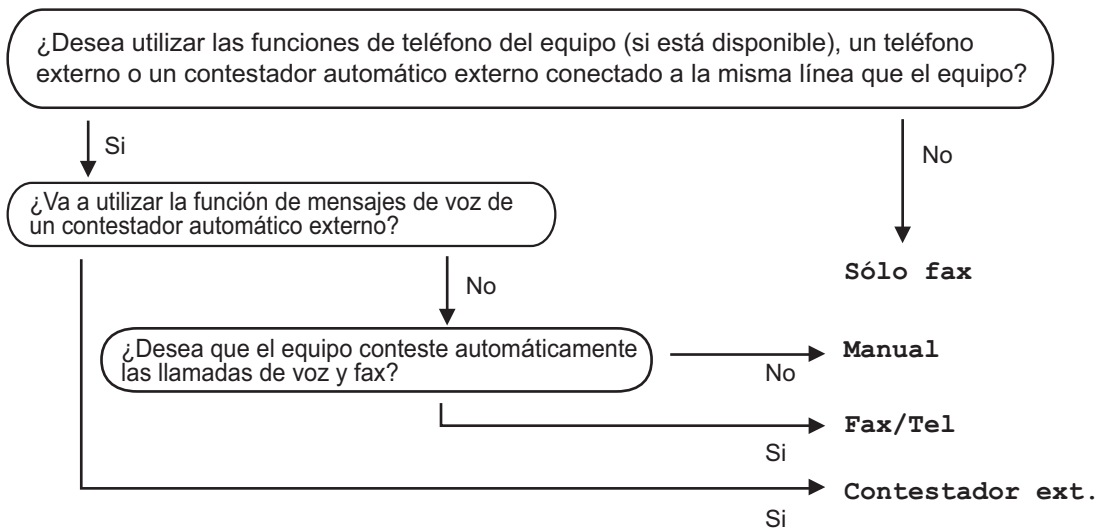 ¿Desea utilizar las funciones de teléfono del equipo (si está disponible), un teléfono
externo o un contestador automático externo conectado a la misma línea que el equipo?
Si
No
¿Va a utilizar la función de mensajes de voz de
un contestador automático externo?
Sólo fax
No
¿Desea que el equipo conteste automáticamente
las llamadas de voz y fax?
Manual
No
Fax/Tel
Si
Contestador ext.
Si